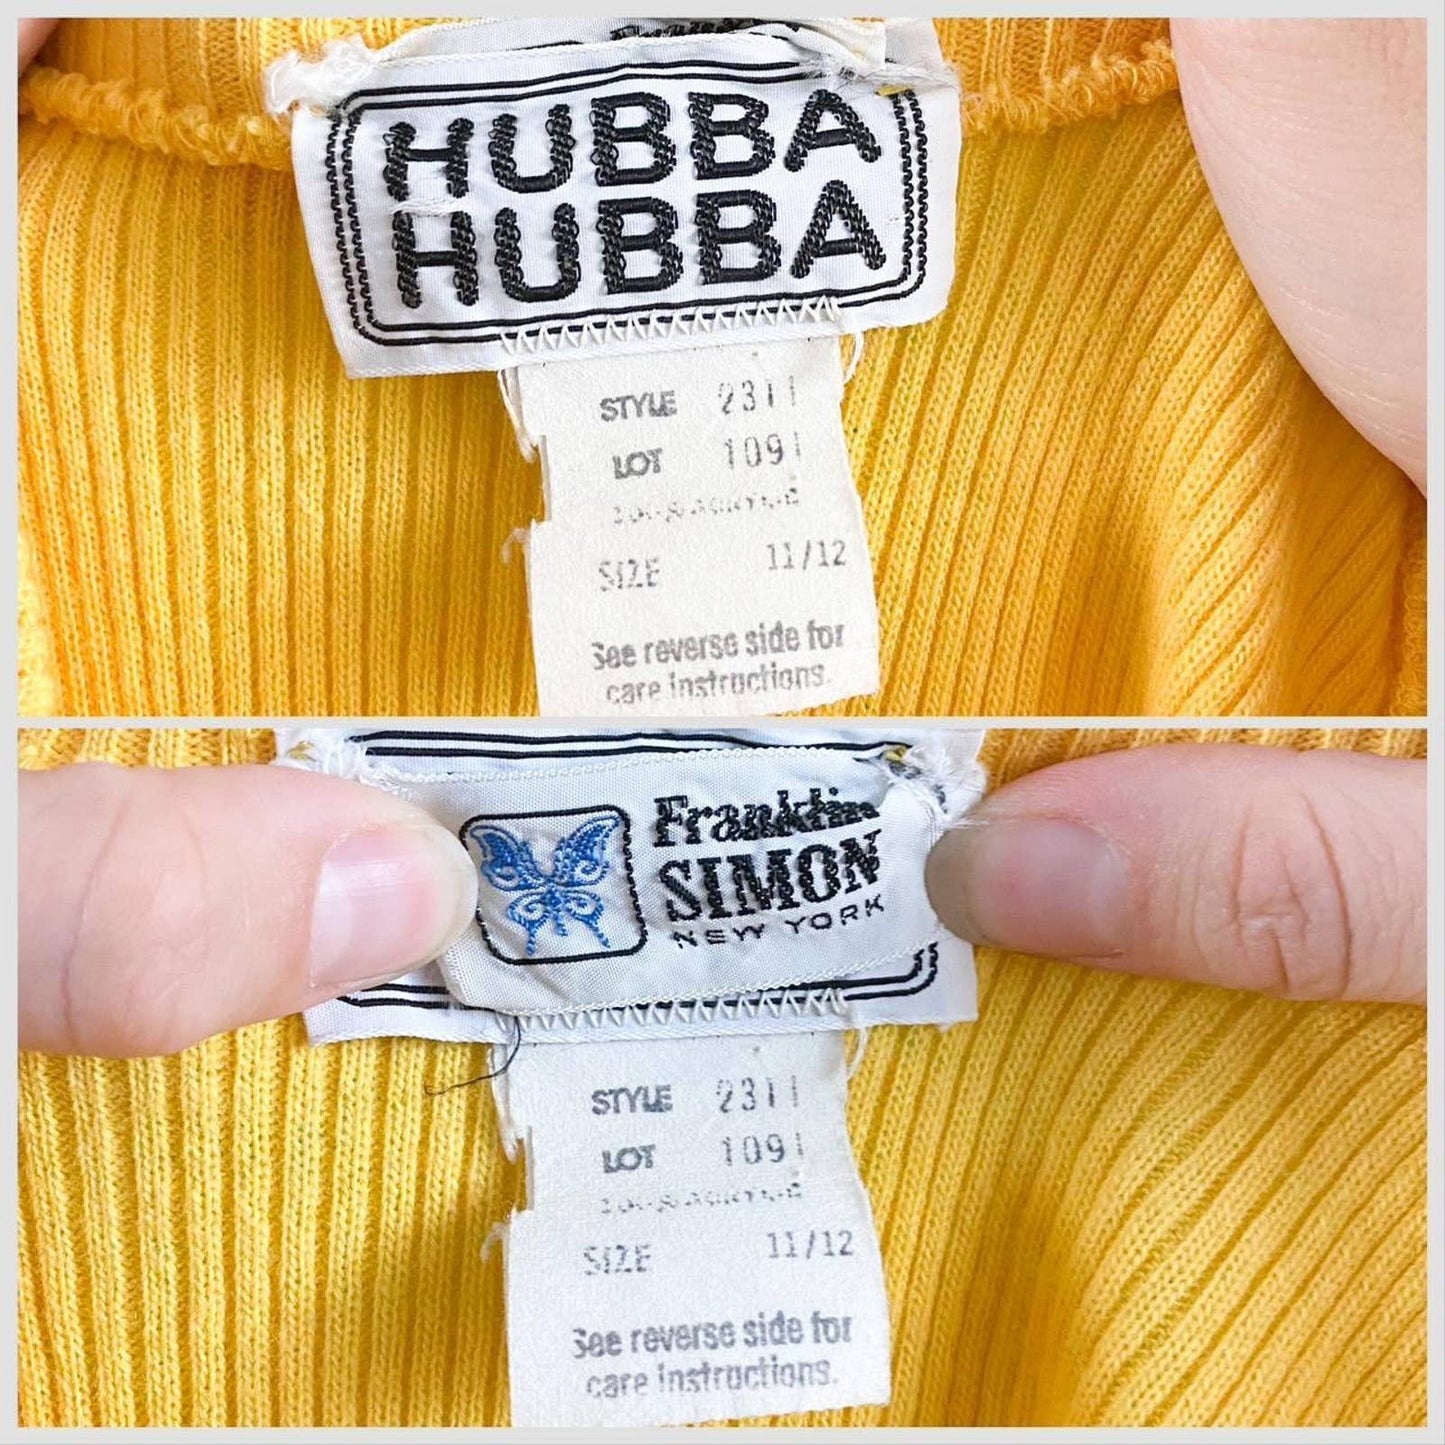 HUBBA
HUBBA
STYLE 2311
LOT 1091
SIZE 11/12
See reverse side for
care instructions.
Franklin
SIMON
NEW YORK
STYLE 2311
LOT 1091
SIZE 11/12
See reverse side for
care instructions.